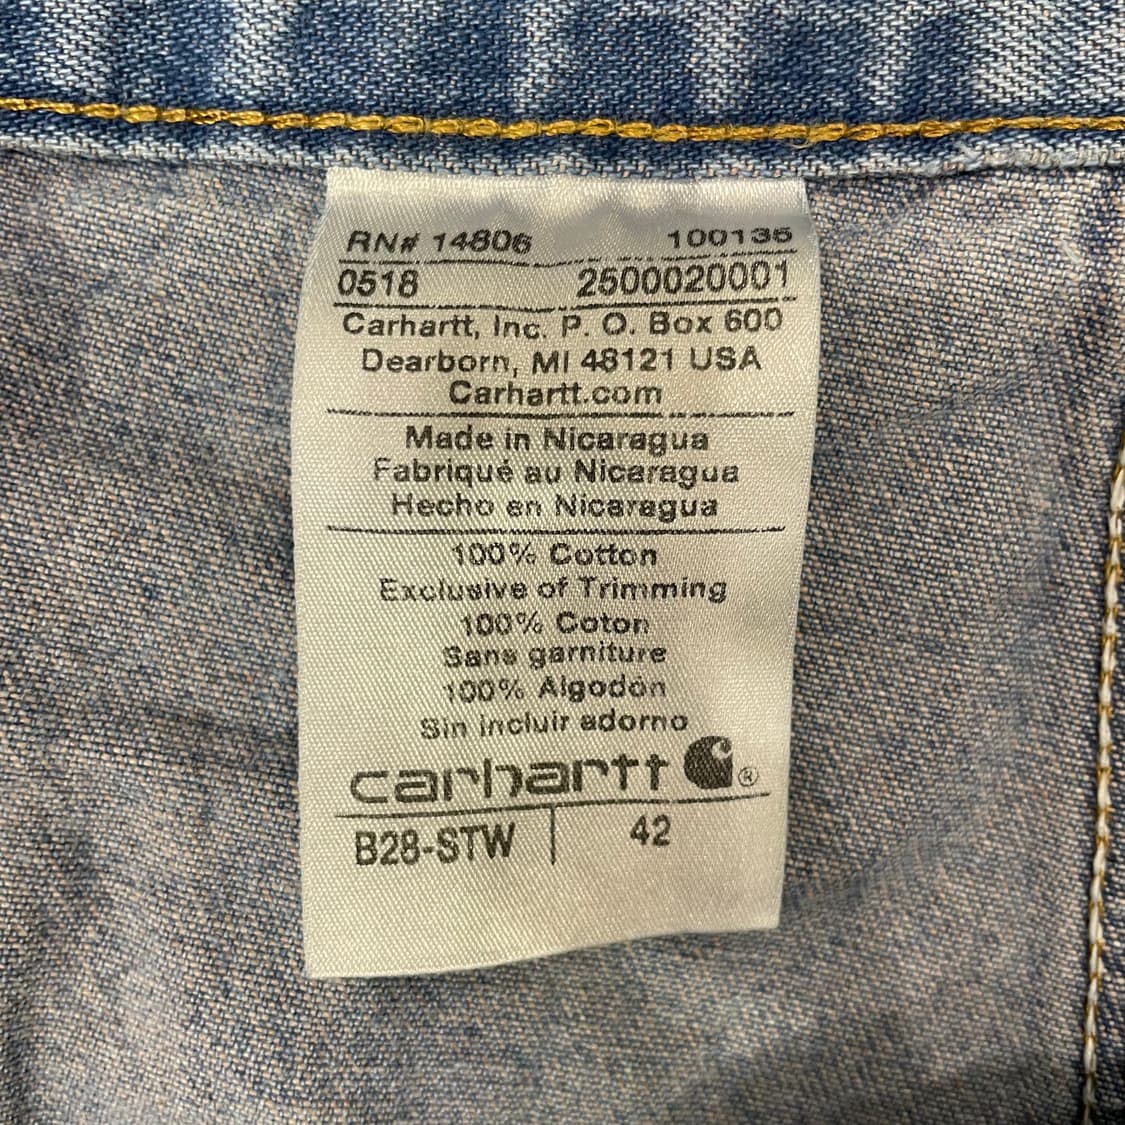 RN# 14806 100135
0518 2500020001
Carhartt, Inc. P. O. Box 600
Dearborn, MI 48121 USA
Carhartt.com
Made in Nicaragua
Fabriqué au Nicaragua
Hecho en Nicaragua
100% Cotton
Exclusive of Trimming
100% Coton
Sans garniture
100% Algodón
Sin incluir adorno
carhartt ®
B28-STW 42